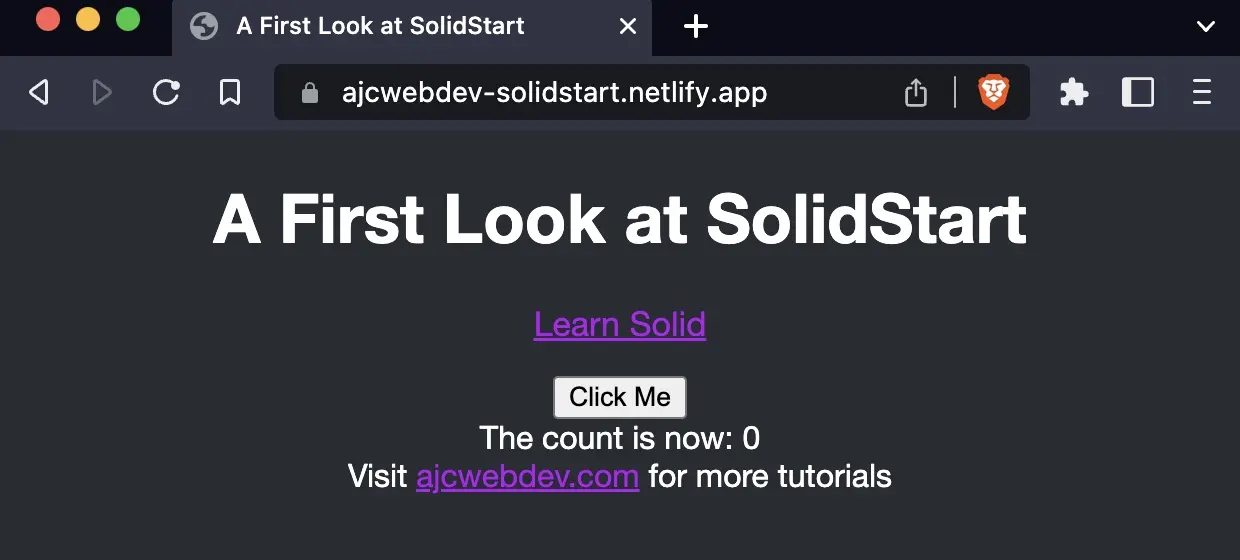 A First Look at SolidStart
ajcwebdev-solidstart.netlify.app
A First Look at SolidStart
Learn Solid
Click Me
The count is now: 0
Visit ajcwebdev.com for more tutorials